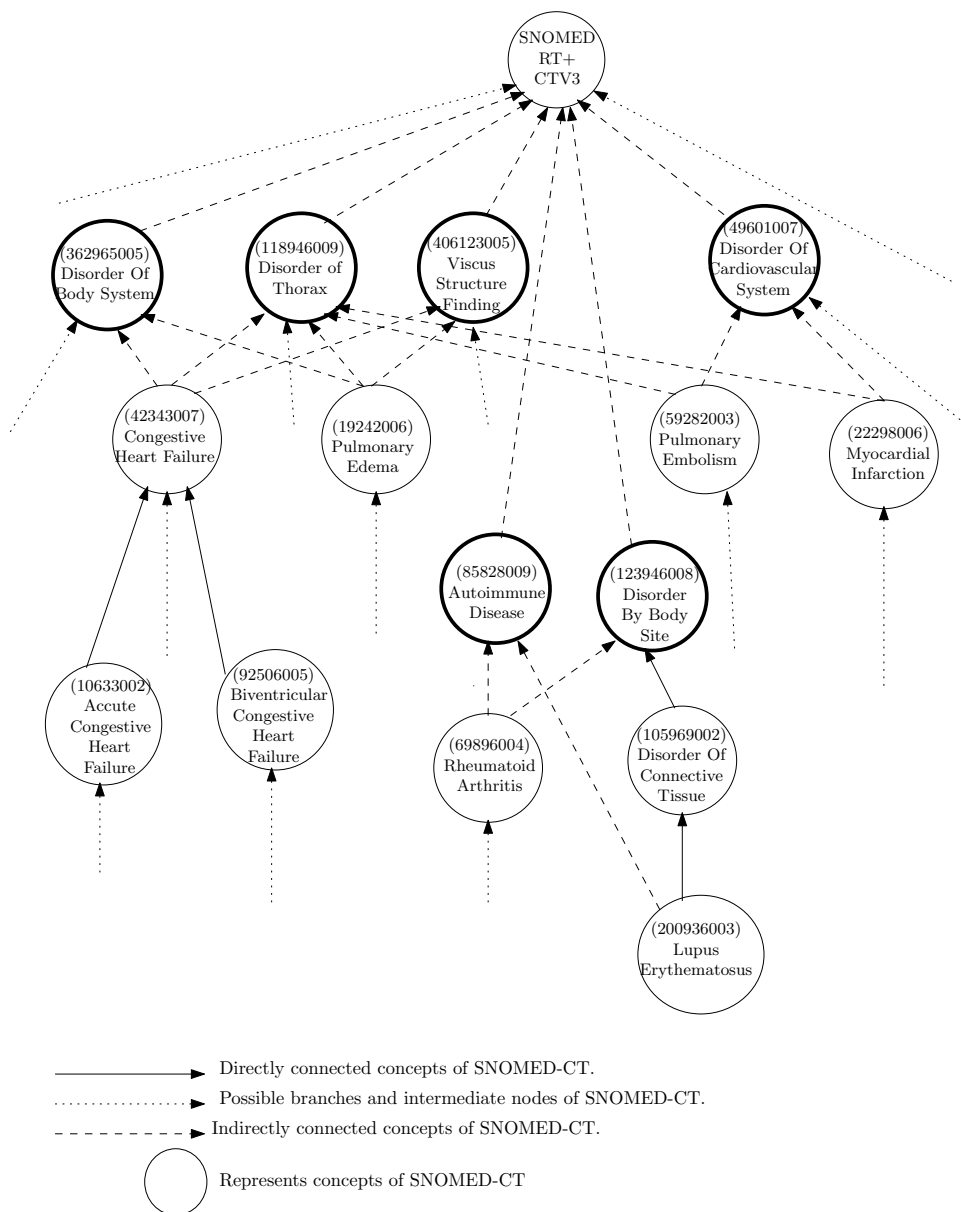 SNOMED
RT+
CTV3
(362965005)
Disorder Of
Body System
(118946009)
Disorder of
Thorax
(406123005)
Viscus
Structure
Finding
(49601007)
Disorder Of
Cardiovascular
System
(42343007)
Congestive
Heart Failure
(19242006)
Pulmonary
Edema
(59282003)
Pulmonary
Embolism
(22298006)
Myocardial
Infarction
(85828009)
Autoimmune
Disease
(123946008)
Disorder
By Body
Site
(10633002)
Accute
Congestive
Heart
Failure
(92506005)
Biventricular
Congestive
Heart
Failure
(69896004)
Rheumatoid
Arthritis
(105969002)
Disorder Of
Connective
Tissue
(200936003)
Lupus
Erythematosus
Directly connected concepts of SNOMED-CT.
Possible branches and intermediate nodes of SNOMED-CT.
Indirectly connected concepts of SNOMED-CT.
Represents concepts of SNOMED-CT